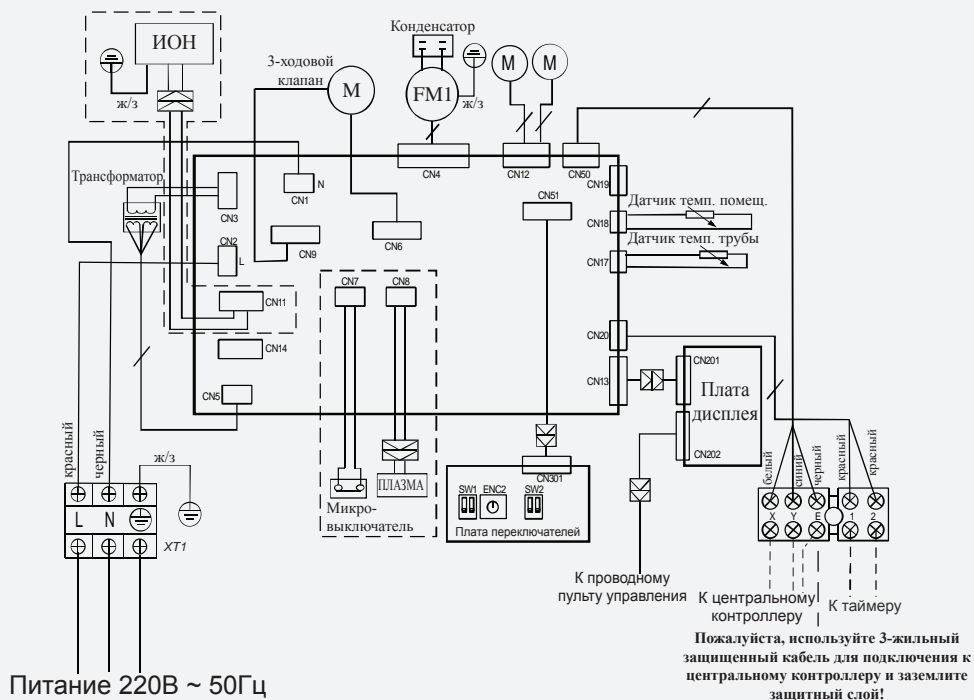 Конденсатор
ИОН
3-ходовой
клапан
M
FM1
M
M
ж/з
ж/з
Трансформатор
CN3
CN1
N
CN4
CN12
CN50
CN19
CN51
CN18
Датчик темп. помещ.
CN2
L
CN9
CN6
CN17
Датчик темп. трубы
CN7
CN8
CN11
CN14
CN20
CN5
CN13
CN201
Плата
дисплея
CN202
красный
черный
ж/з
белый
синий
черный
красный
красный
L
N
XT1
ПЛАЗМА
Микро-
выключатель
CN301
SW1
ENC2
SW2
Плата переключателей
X
Y
E
1
2
К проводному
пульту управления
К центральному
контроллеру
К таймеру
Пожалуйста, используйте 3-жильный
защищенный кабель для подключения к
центральному контроллеру и заземлите
защитный слой!
Питание 220В ~ 50Гц